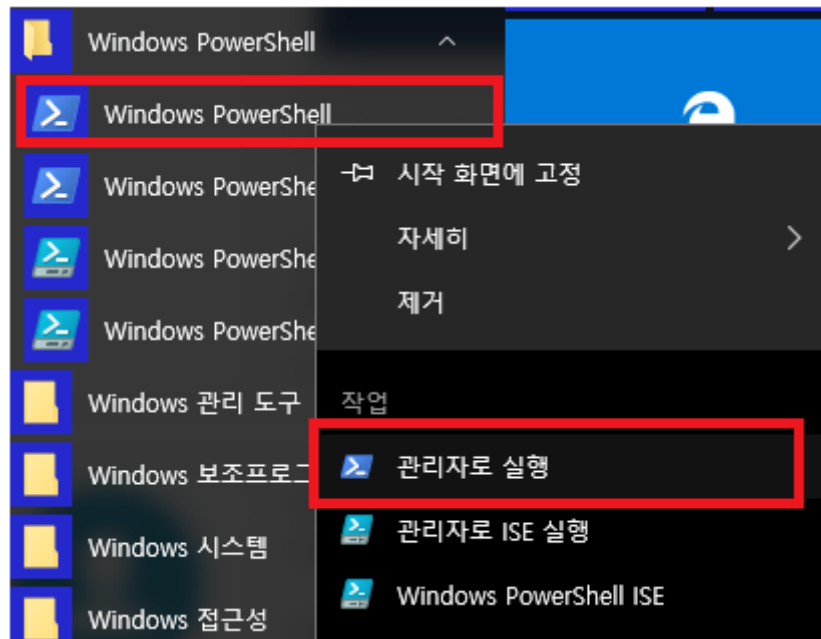 Windows PowerShell
Windows PowerShell
시작 화면에 고정
Windows PowerShe
자세히
Windows PowerShe
제거
Windows PowerShe
Windows 관리 도구
작업
관리자로 실행
Windows 보조프로그
관리자로 ISE 실행
Windows 시스템
Windows PowerShell ISE
Windows 접근성